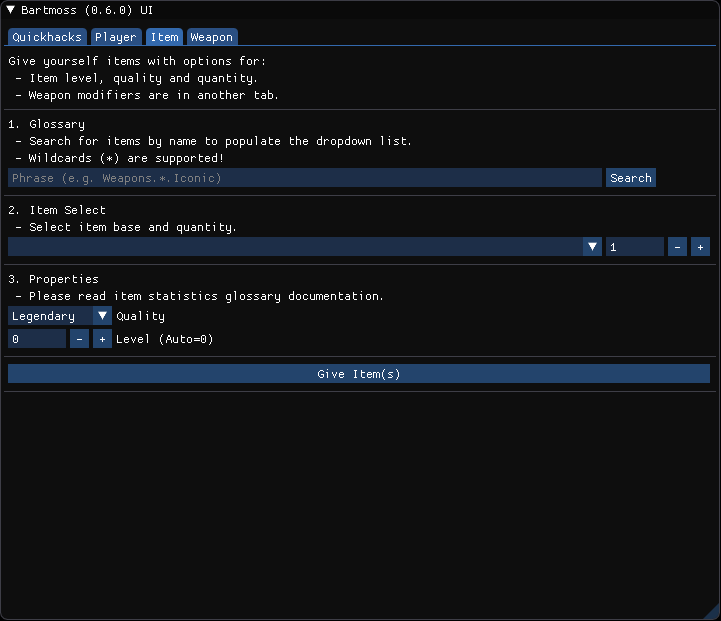 Bartmoss (0.6.0) UI
Quickhacks Player Item Weapon
Give yourself items with options for:
- Item level, quality and quantity.
- Weapon modifiers are in another tab.
1. Glossary
- Search for items by name to populate the dropdown list.
- Wildcards (*) are supported!
Phrase (e.g. Weapons.*.Iconic) Search
2. Item Select
- Select item base and quantity.
1 - +
3. Properties
- Please read item statistics glossary documentation.
Legendary Quality
0 - + Level (Auto=0)
Give Item(s)